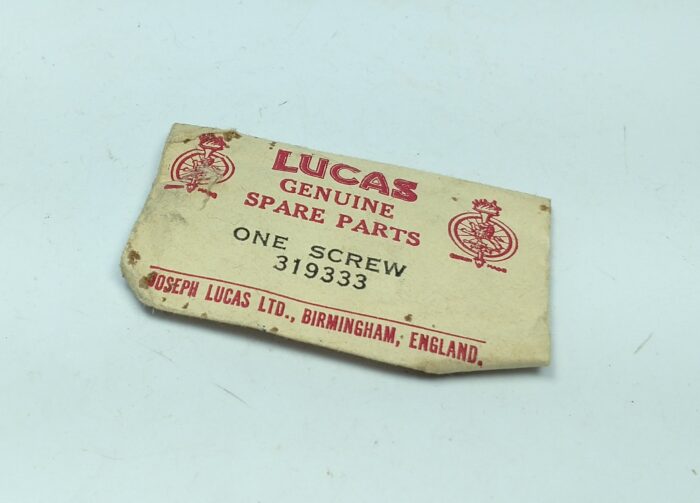 LUCAS
GENUINE
SPARE PARTS
ONE SCREW
319333
JOSEPH LUCAS LTD., BIRMINGHAM, ENGLAND.